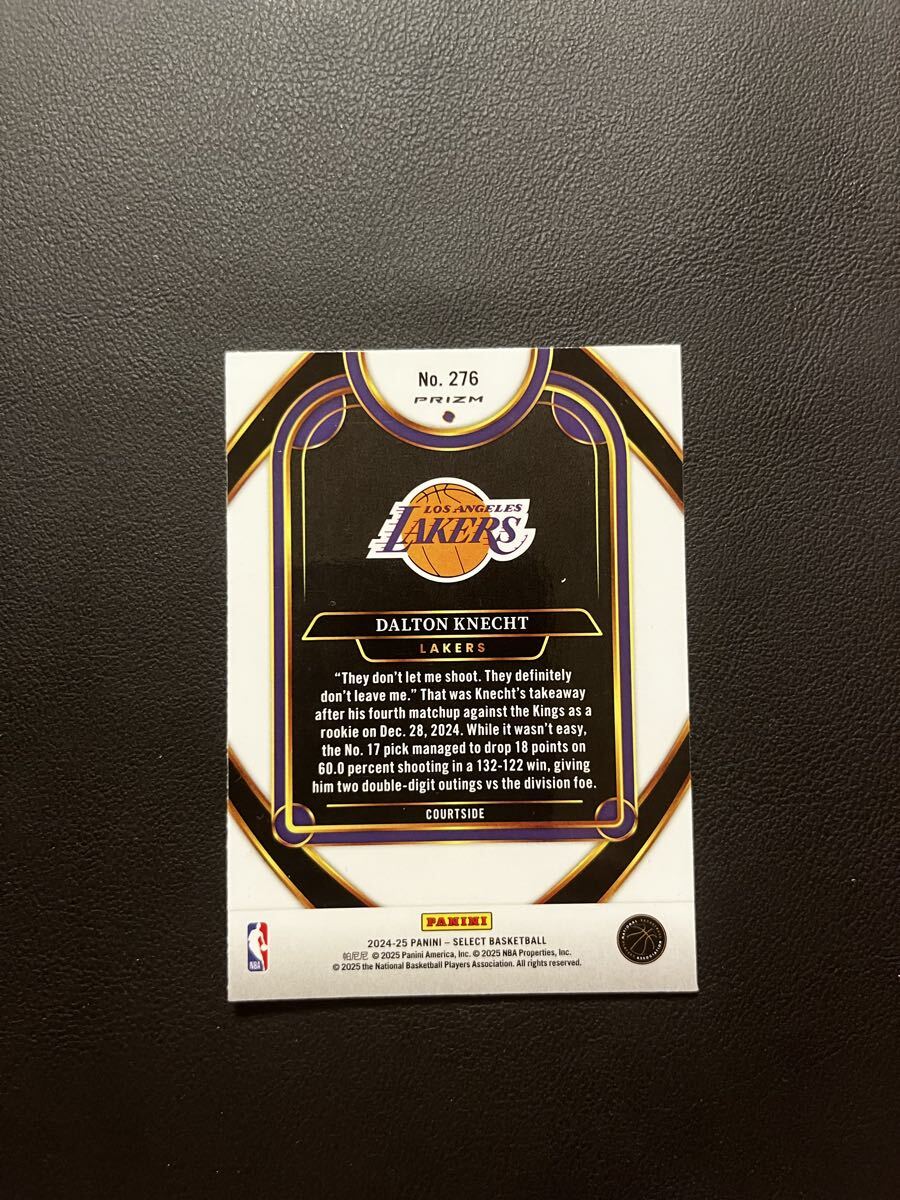 No. 276
PRIZM
LOS ANGELES
LAKERS
DALTON KNECHT
LAKERS
“They don’t let me shoot. They definitely
don’t leave me.” That was Knecht’s takeaway
after his fourth matchup against the Kings as a
rookie on Dec. 28, 2024. While it wasn’t easy,
the No. 17 pick managed to drop 18 points on
60.0 percent shooting in a 132-122 win, giving
him two double-digit outings vs the division foe.
COURTSIDE
PANINI
2024-25 PANINI – SELECT BASKETBALL
帕尼尼 © 2025 Panini America, Inc. © 2025 NBA Properties, Inc.
© 2025 the National Basketball Players Association. All rights reserved.
NBA
NATIONAL BASKETBALL
PLAYERS ASSOCIATION